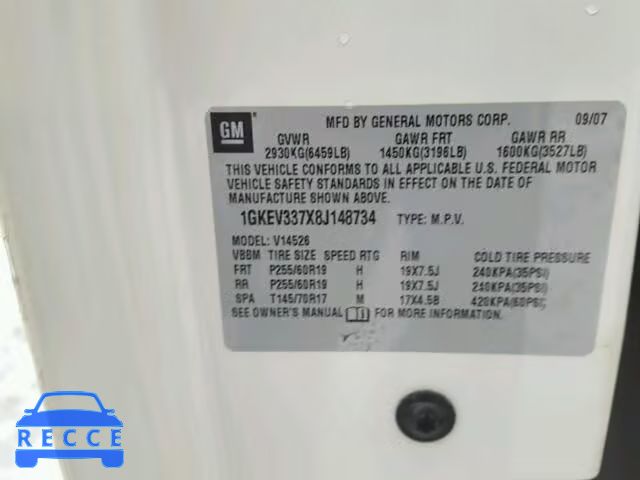 GM
MFD BY GENERAL MOTORS CORP. 09/07
GVWR GAWR FRT GAWR RR
2930KG(6459LB) 1450KG(3196LB) 1600KG(3527LB)
THIS VEHICLE CONFORMS TO ALL APPLICABLE U.S. FEDERAL MOTOR
VEHICLE SAFETY STANDARDS IN EFFECT ON THE DATE OF
MANUFACTURE SHOWN ABOVE.
1GKEV337X8J148734 TYPE: M.P.V.
MODEL: V14526
VBBM TIRE SIZE SPEED RTG RIM COLD TIRE PRESSURE
FRT P255/60R19 H 19X7.5J 240KPA(35PSI)
RR P255/60R19 H 19X7.5J 240KPA(35PSI)
SPA T145/70R17 M 17X4.5B 420KPA(60PSI)
SEE OWNER'S MANUAL FOR MORE INFORMATION.
RECCE